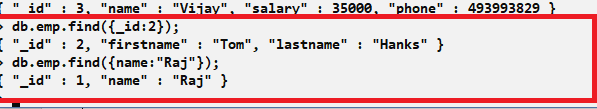 { "_id" : 3, "name" : "Vijay", "salary" : 35000, "phone" : 493993829 }
> db.emp.find({_id:2});
{ "_id" : 2, "firstname" : "Tom", "lastname" : "Hanks" }
> db.emp.find({name:"Raj"});
{ "_id" : 1, "name" : "Raj" }